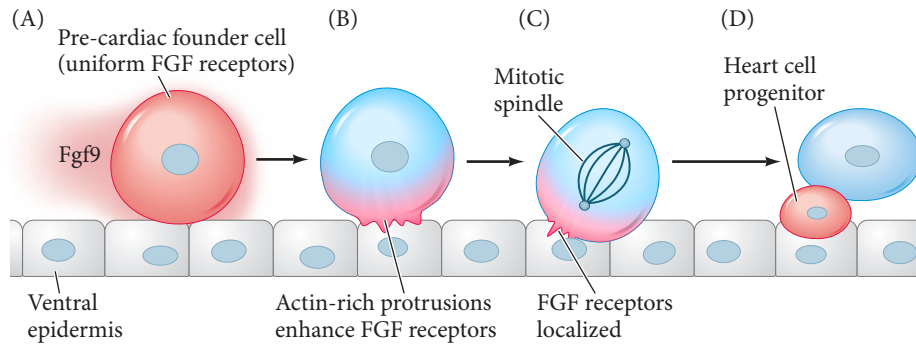 (A)
(B)
(C)
(D)
Pre-cardiac founder cell
(uniform FGF receptors)
Mitotic
spindle
Heart cell
progenitor
Fgf9
Ventral
epidermis
Actin-rich protrusions
enhance FGF receptors
FGF receptors
localized